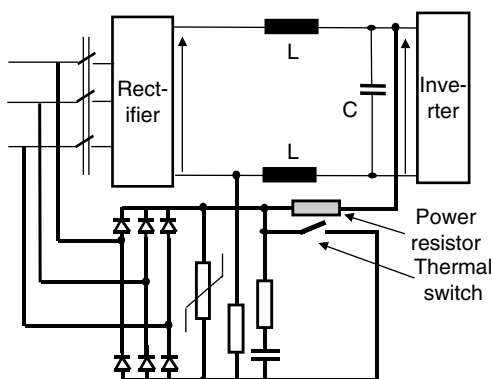 L
Rect-
ifier
C
Inve-
rter
L
Power
resistor
Thermal
switch